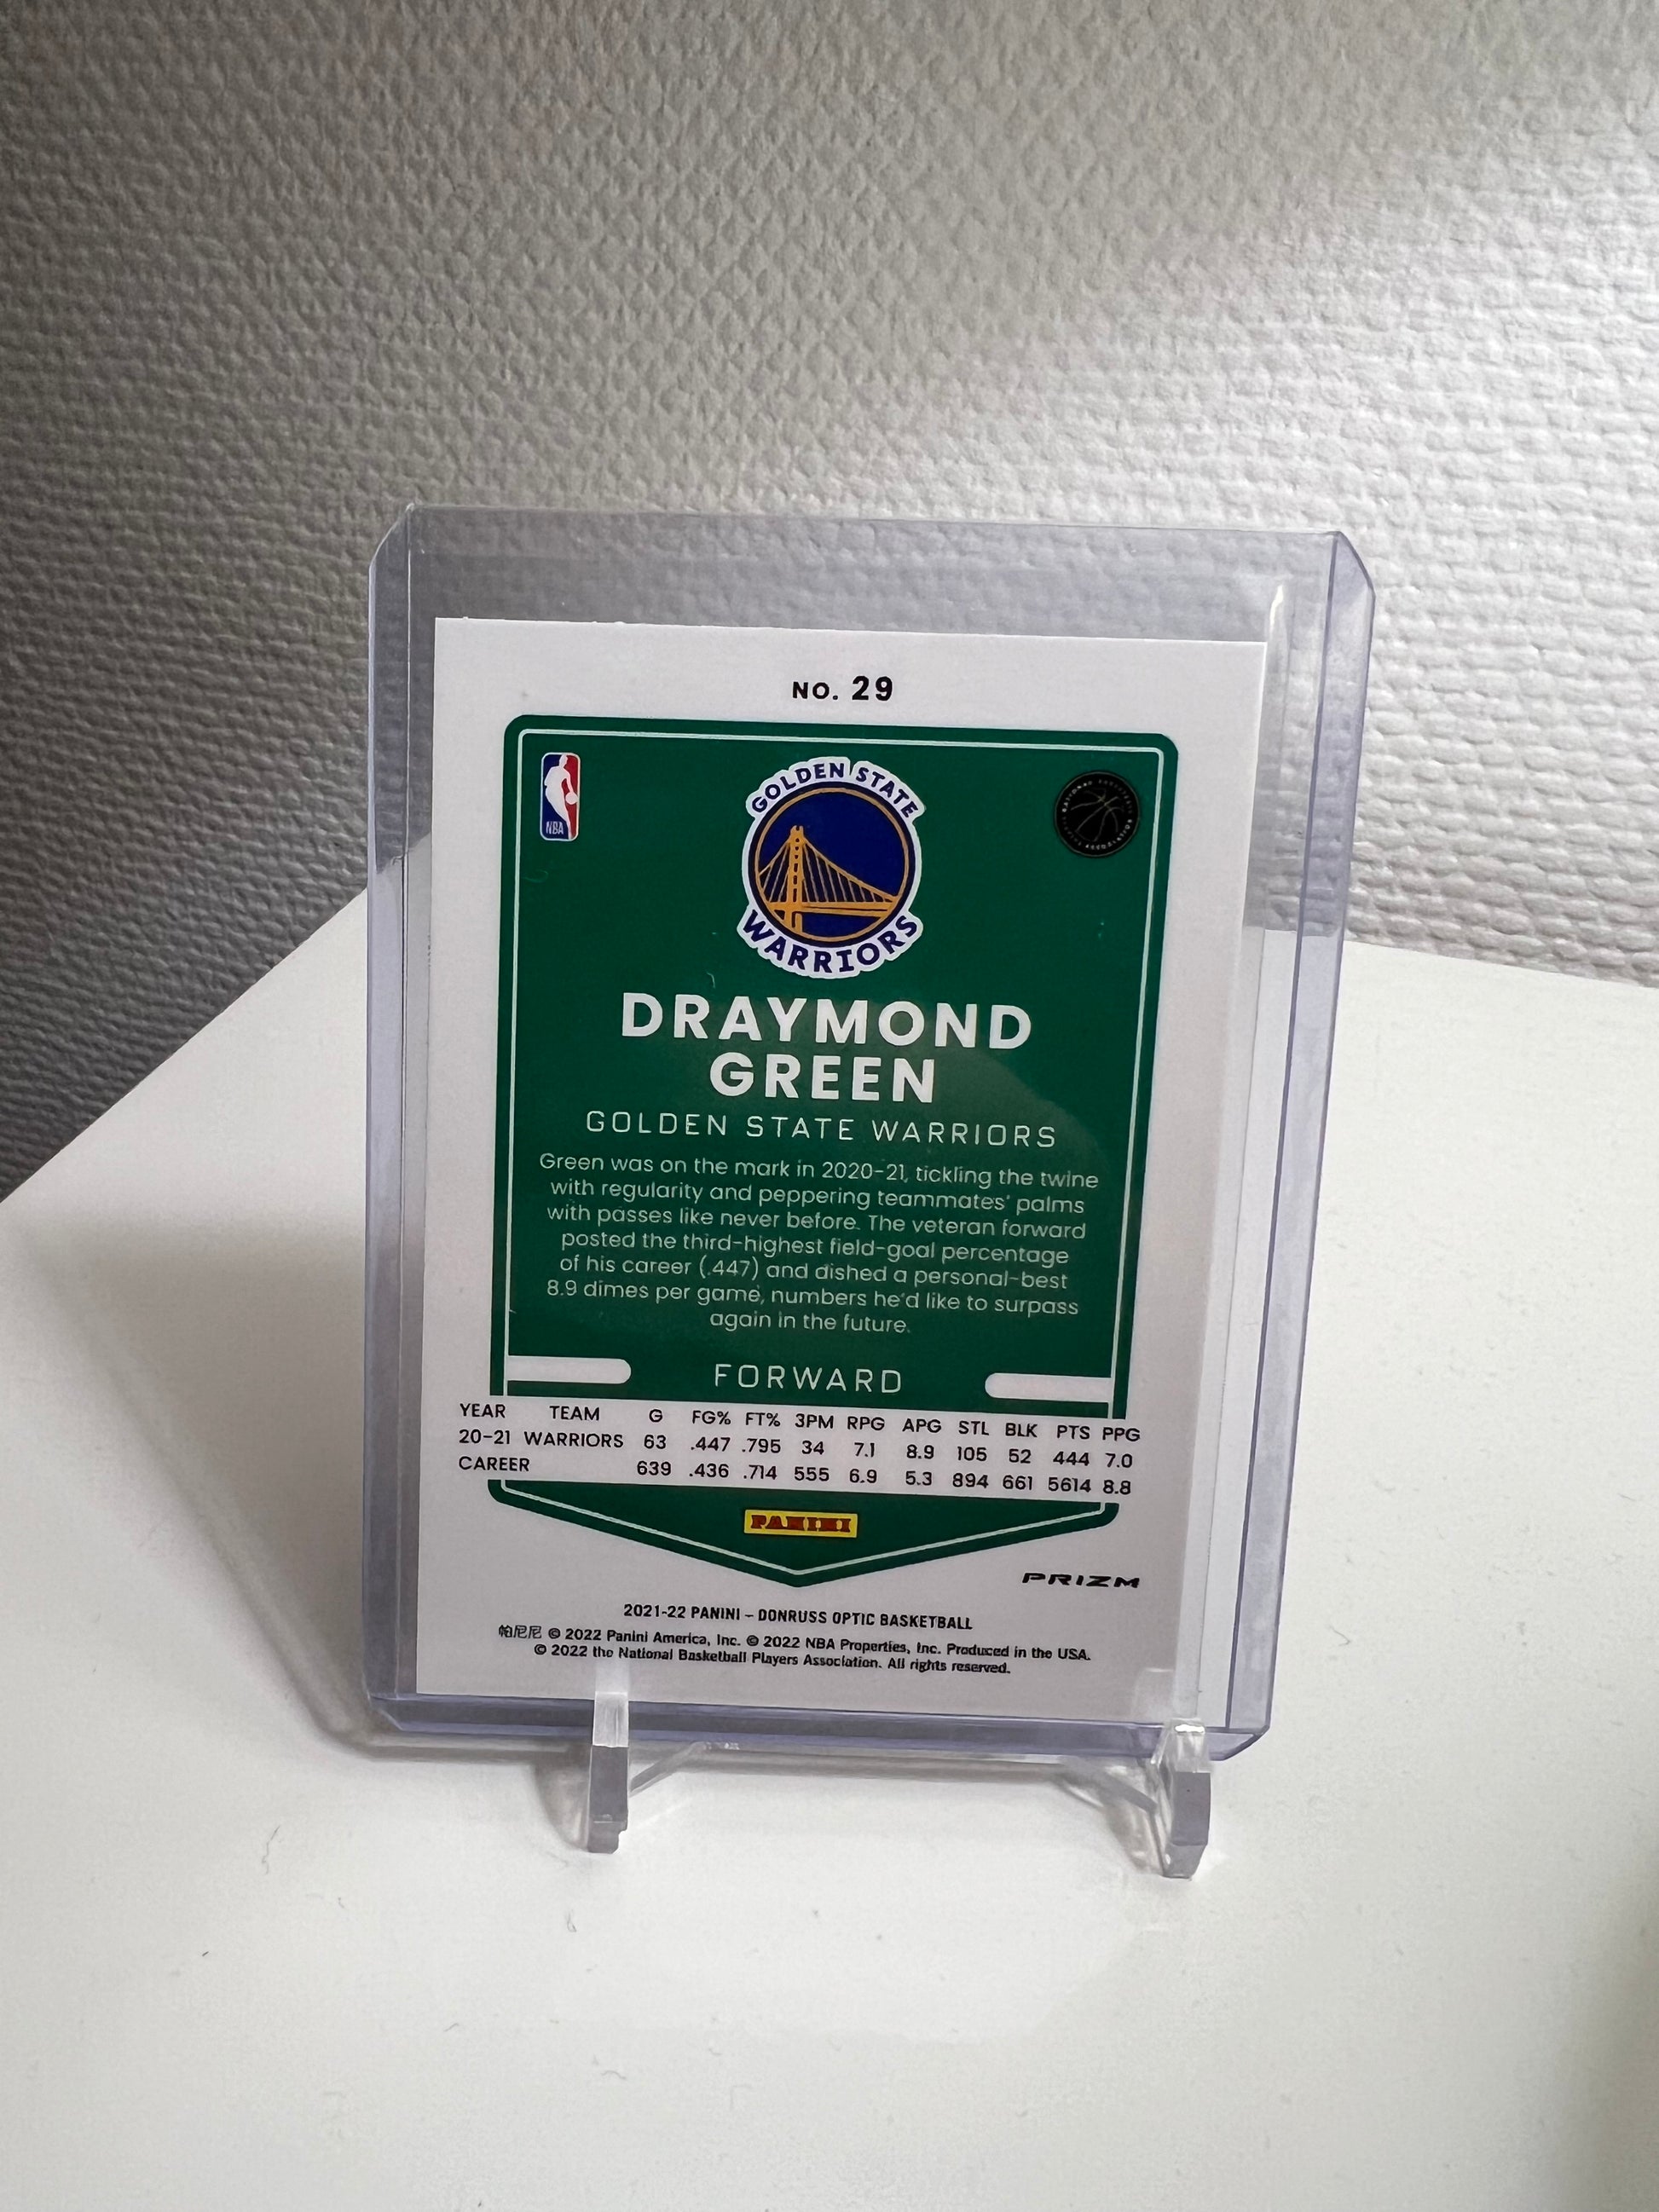 NO. 29
NBA
GOLDEN STATE
WARRIORS
DRAYMOND
GREEN
GOLDEN STATE WARRIORS
Green was on the mark in 2020-21, tickling the twine
with regularity and peppering teammates' palms
with passes like never before. The veteran forward
posted the third-highest field-goal percentage
of his career (.447) and dished a personal-best
8.9 dimes per game, numbers he'd like to surpass
again in the future.
FORWARD
YEAR TEAM G FG% FT% 3PM RPG APG STL BLK PTS PPG
20-21 WARRIORS 63 .447 .795 34 7.1 8.9 105 52 444 7.0
CAREER 639 .436 .714 555 6.9 5.3 894 661 5614 8.8
PANINI
PRIZM
2021-22 PANINI – DONRUSS OPTIC BASKETBALL
帕尼尼 © 2022 Panini America, Inc. © 2022 NBA Properties, Inc. Produced in the USA.
© 2022 the National Basketball Players Association. All rights reserved.